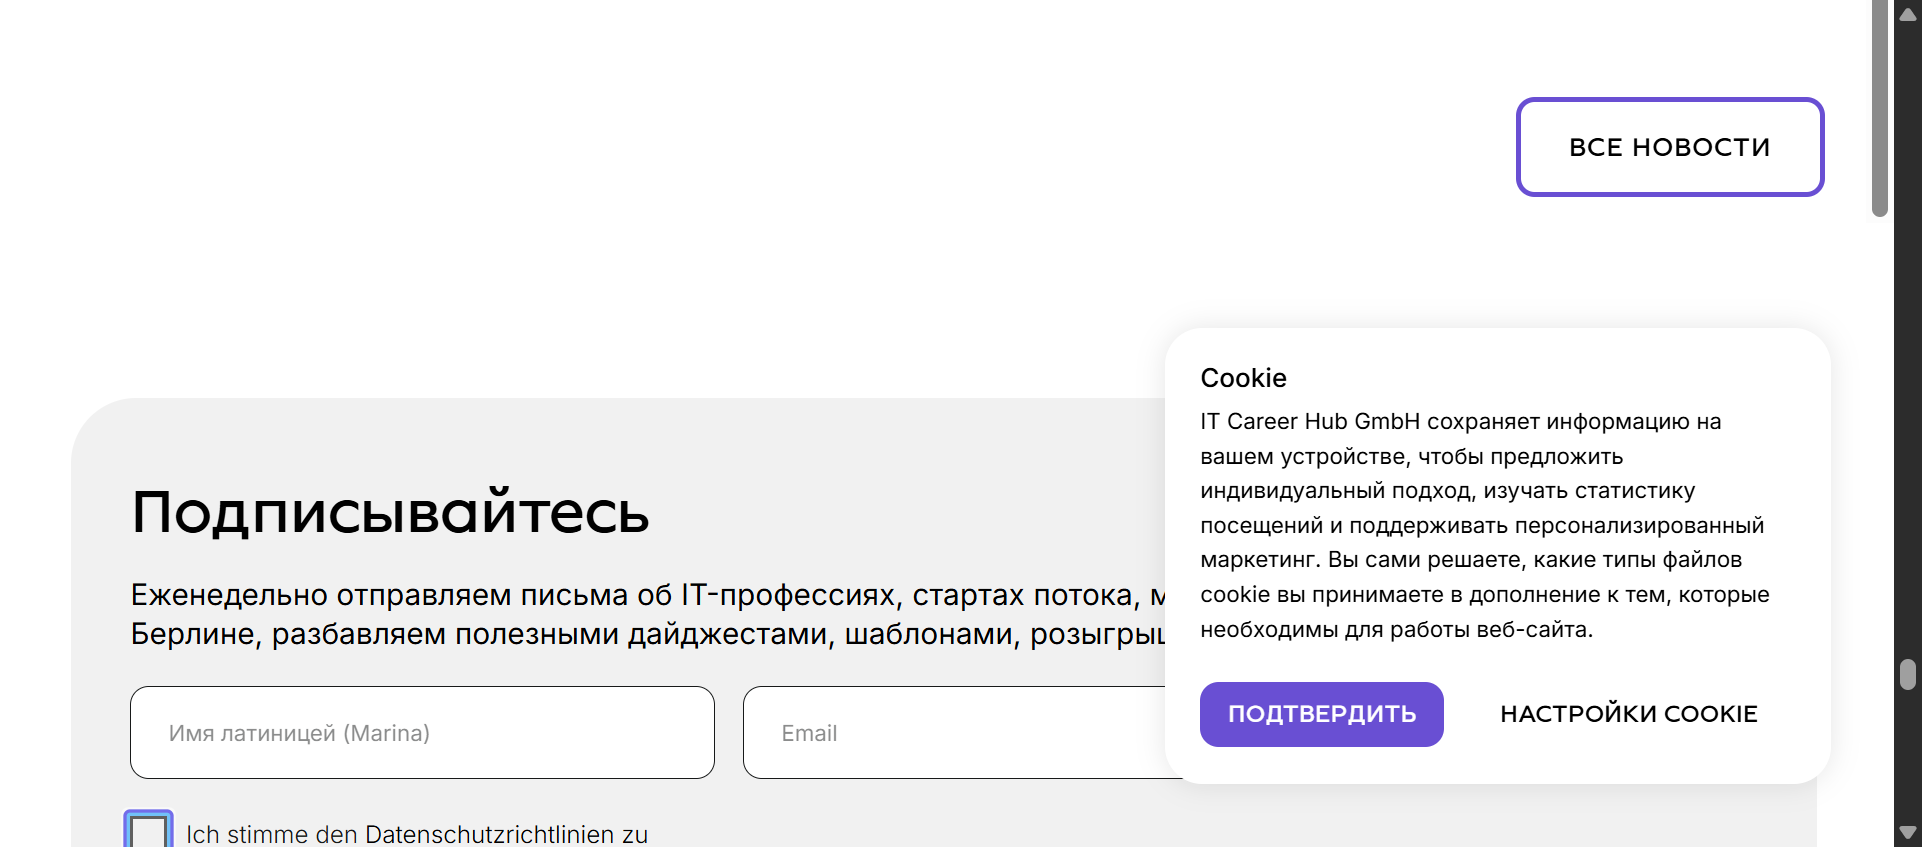 ВСЕ НОВОСТИ
Подписывайтесь
Еженедельно отправляем письма об IT-профессиях, стартах потока,
Берлине, разбавляем полезными дайджестами, шаблонами,
Имя латиницей (Marina)
Email
Ich stimme den Datenschutzrichtlinien zu
Cookie
IT Career Hub GmbH сохраняет информацию на
вашем устройстве, чтобы предложить
индивидуальный подход, изучать статистику
посещений и поддерживать персонализированный
маркетинг. Вы сами решаете, какие типы файлов
cookie вы принимаете в дополнение к тем, которые
необходимы для работы веб-сайта.
ПОДТВЕРДИТЬ
НАСТРОЙКИ COOKIE